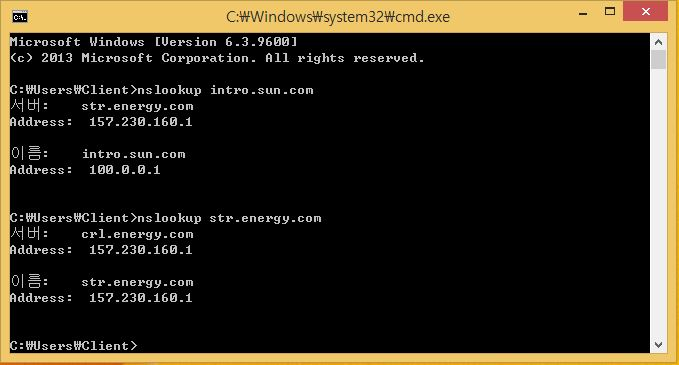 C:₩Windows₩system32₩cmd.exe
Microsoft Windows [Version 6.3.9600]
(c) 2013 Microsoft Corporation. All rights reserved.
C:₩Users₩Client>nslookup intro.sun.com
서버:    str.energy.com
Address:  157.230.160.1
이름:    intro.sun.com
Address:  100.0.0.1
C:₩Users₩Client>nslookup str.energy.com
서버:    crl.energy.com
Address:  157.230.160.1
이름:    str.energy.com
Address:  157.230.160.1
C:₩Users₩Client>